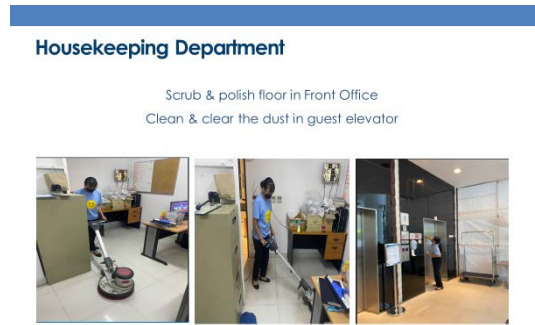 Housekeeping Department
Scrub & polish floor in Front Office
Clean & clear the dust in guest elevator